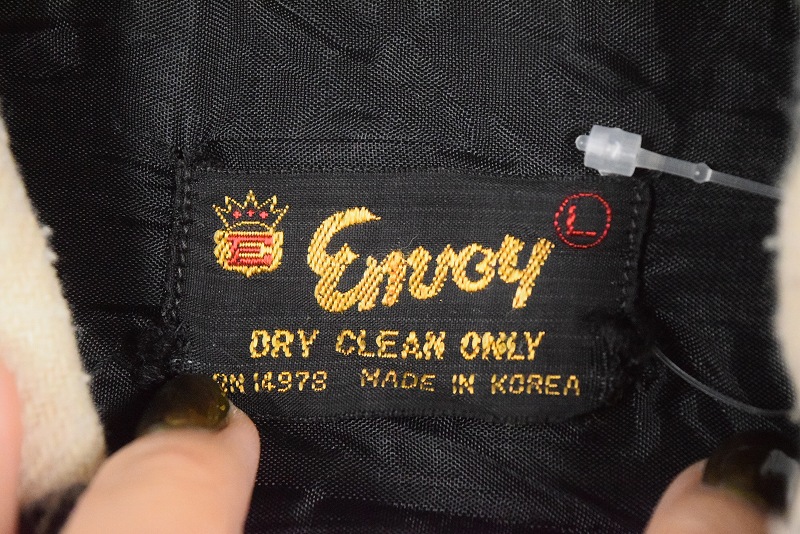 E Envoy L
DRY CLEAN ONLY
RN 14978 MADE IN KOREA